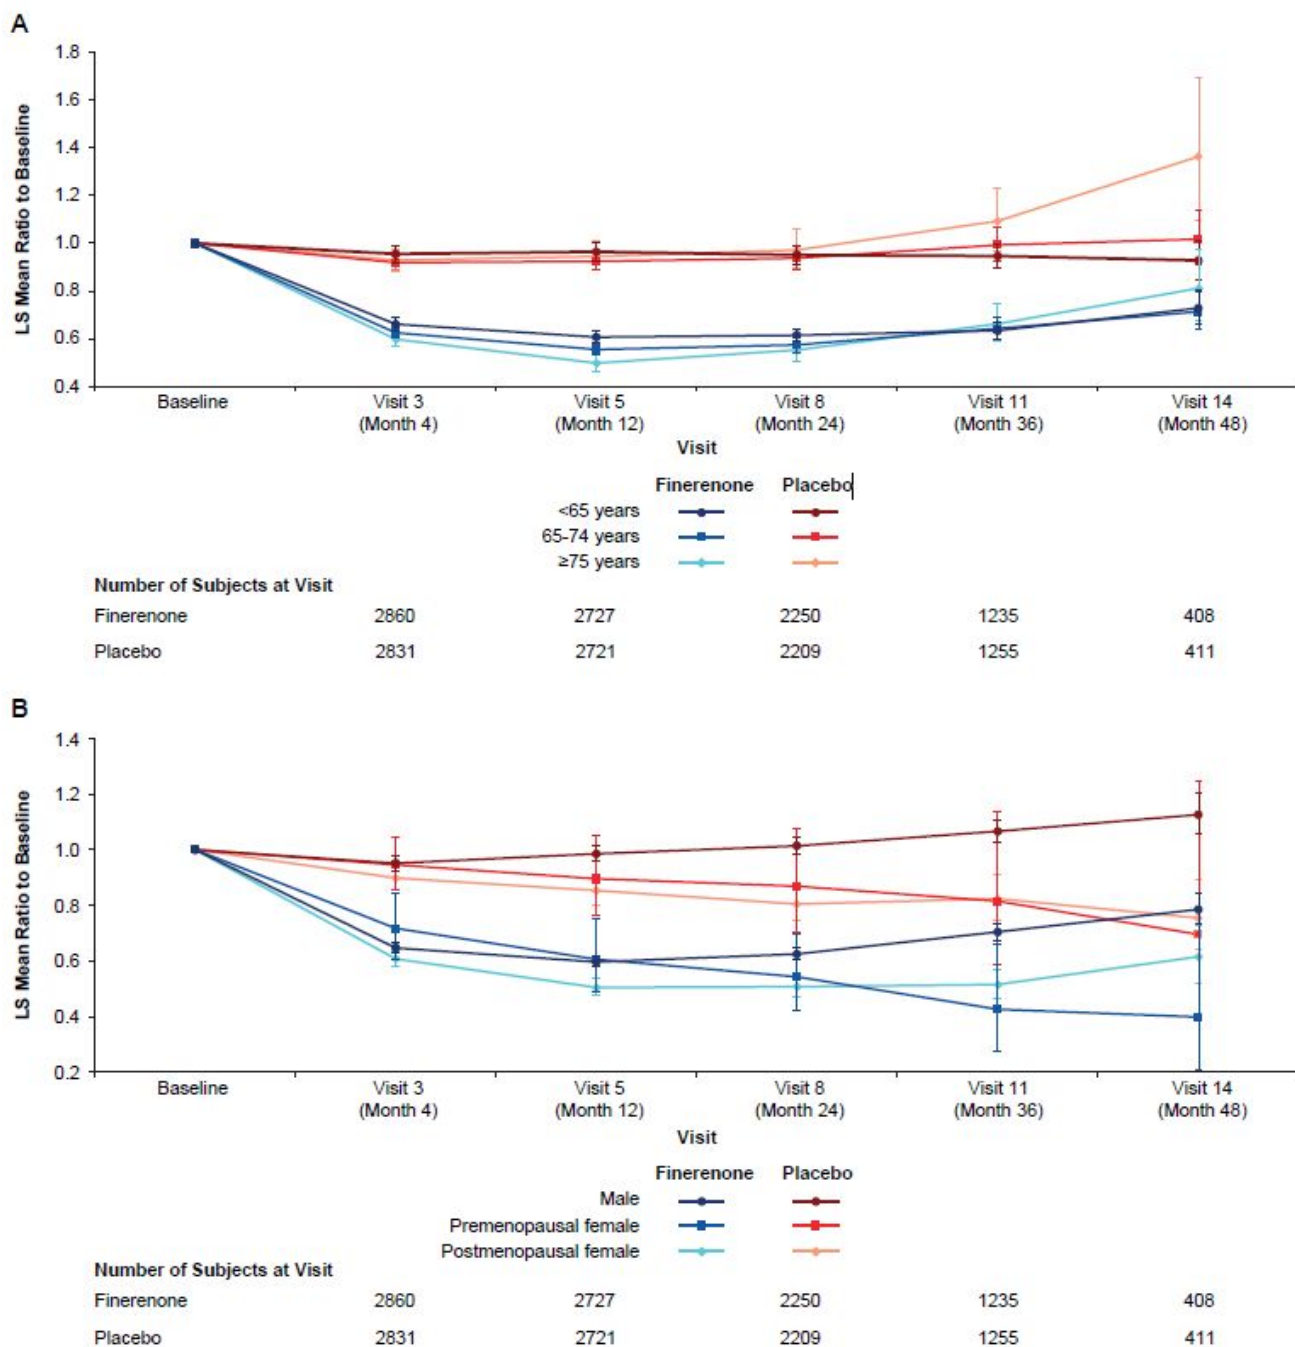 A
LS Mean Ratio to Baseline
1.8
1.6
1.4
1.2
1.0
0.8
0.6
0.4
Baseline Visit 3 Visit 5 Visit 8 Visit 11 Visit 14
(Month 4) (Month 12) (Month 24) (Month 36) (Month 48)
Visit
Finerenone Placebo
<65 years
65-74 years
≥75 years
Number of Subjects at Visit
Finerenone 2860 2727 2250 1235 408
Placebo 2831 2721 2209 1255 411
B
LS Mean Ratio to Baseline
1.4
1.2
1.0
0.8
0.6
0.4
0.2
Baseline Visit 3 Visit 5 Visit 8 Visit 11 Visit 14
(Month 4) (Month 12) (Month 24) (Month 36) (Month 48)
Visit
Finerenone Placebo
Male
Premenopausal female
Postmenopausal female
Number of Subjects at Visit
Finerenone 2860 2727 2250 1235 408
Placebo 2831 2721 2209 1255 411